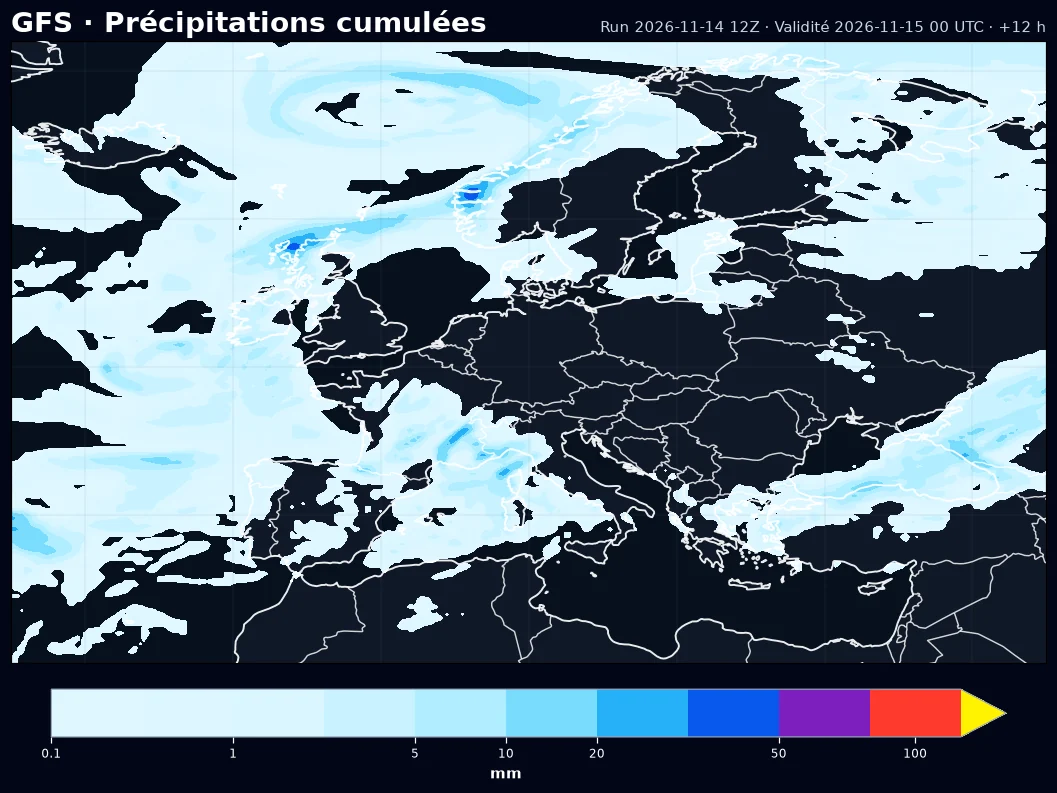 GFS · Précipitations cumulées
Run 2026-11-14 12Z · Validité 2026-11-15 00 UTC · +12 h
0.1 1 5 10 20 50 100
mm